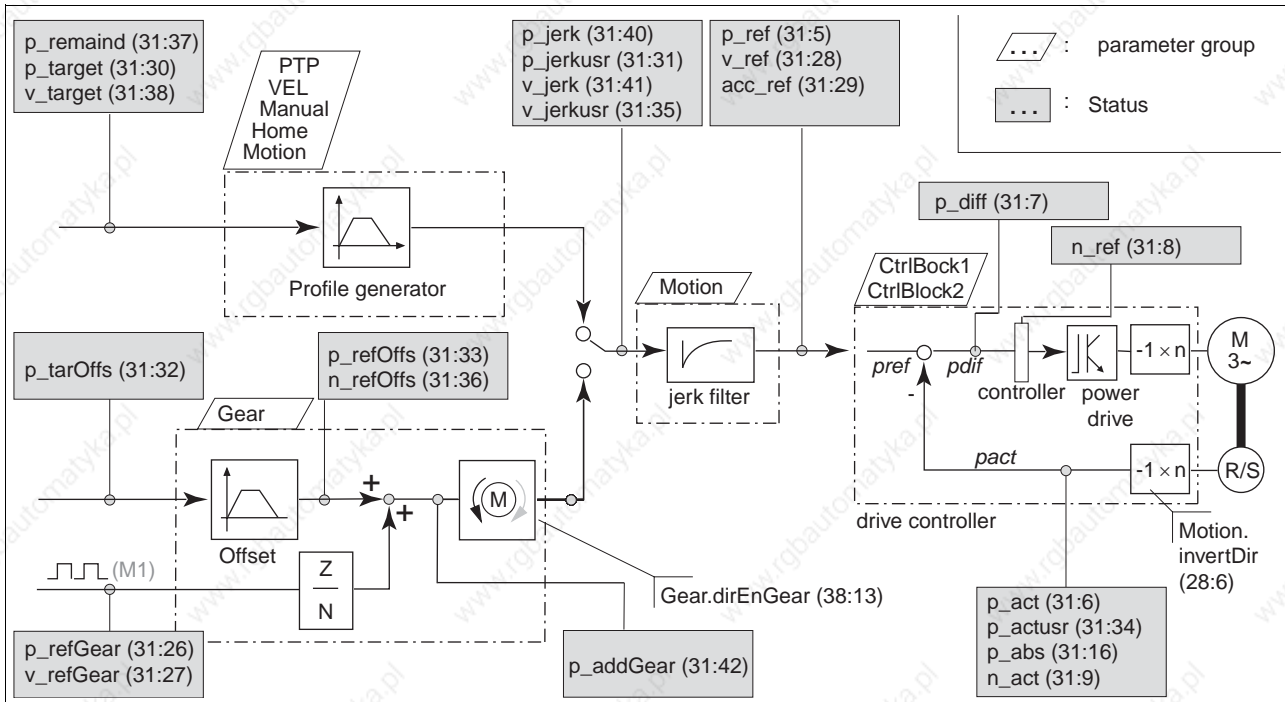 p_remaind (31:37)
p_target (31:30)
v_target (31:38)
PTP
VEL
Manual
Home
Motion
p_jerk (31:40)
p_jerkusr (31:31)
v_jerk (31:41)
v_jerkusr (31:35)
p_ref (31:5)
v_ref (31:28)
acc_ref (31:29)
... : parameter group
... : Status
Profile generator
p_diff (31:7)
n_ref (31:8)
Motion
jerk filter
CtrlBock1
CtrlBlock2
pref
pdif
-
controller
power
drive
-1 × n
M
3~
pact
-1 × n
R/S
drive controller
Motion.
invertDir
(28:6)
p_tarOffs (31:32)
p_refOffs (31:33)
n_refOffs (31:36)
Gear
Offset
+
+
M
(M1)
Z
N
Gear.dirEnGear (38:13)
p_refGear (31:26)
v_refGear (31:27)
p_addGear (31:42)
p_act (31:6)
p_actusr (31:34)
p_abs (31:16)
n_act (31:9)
www.rgbautomatyka.pl